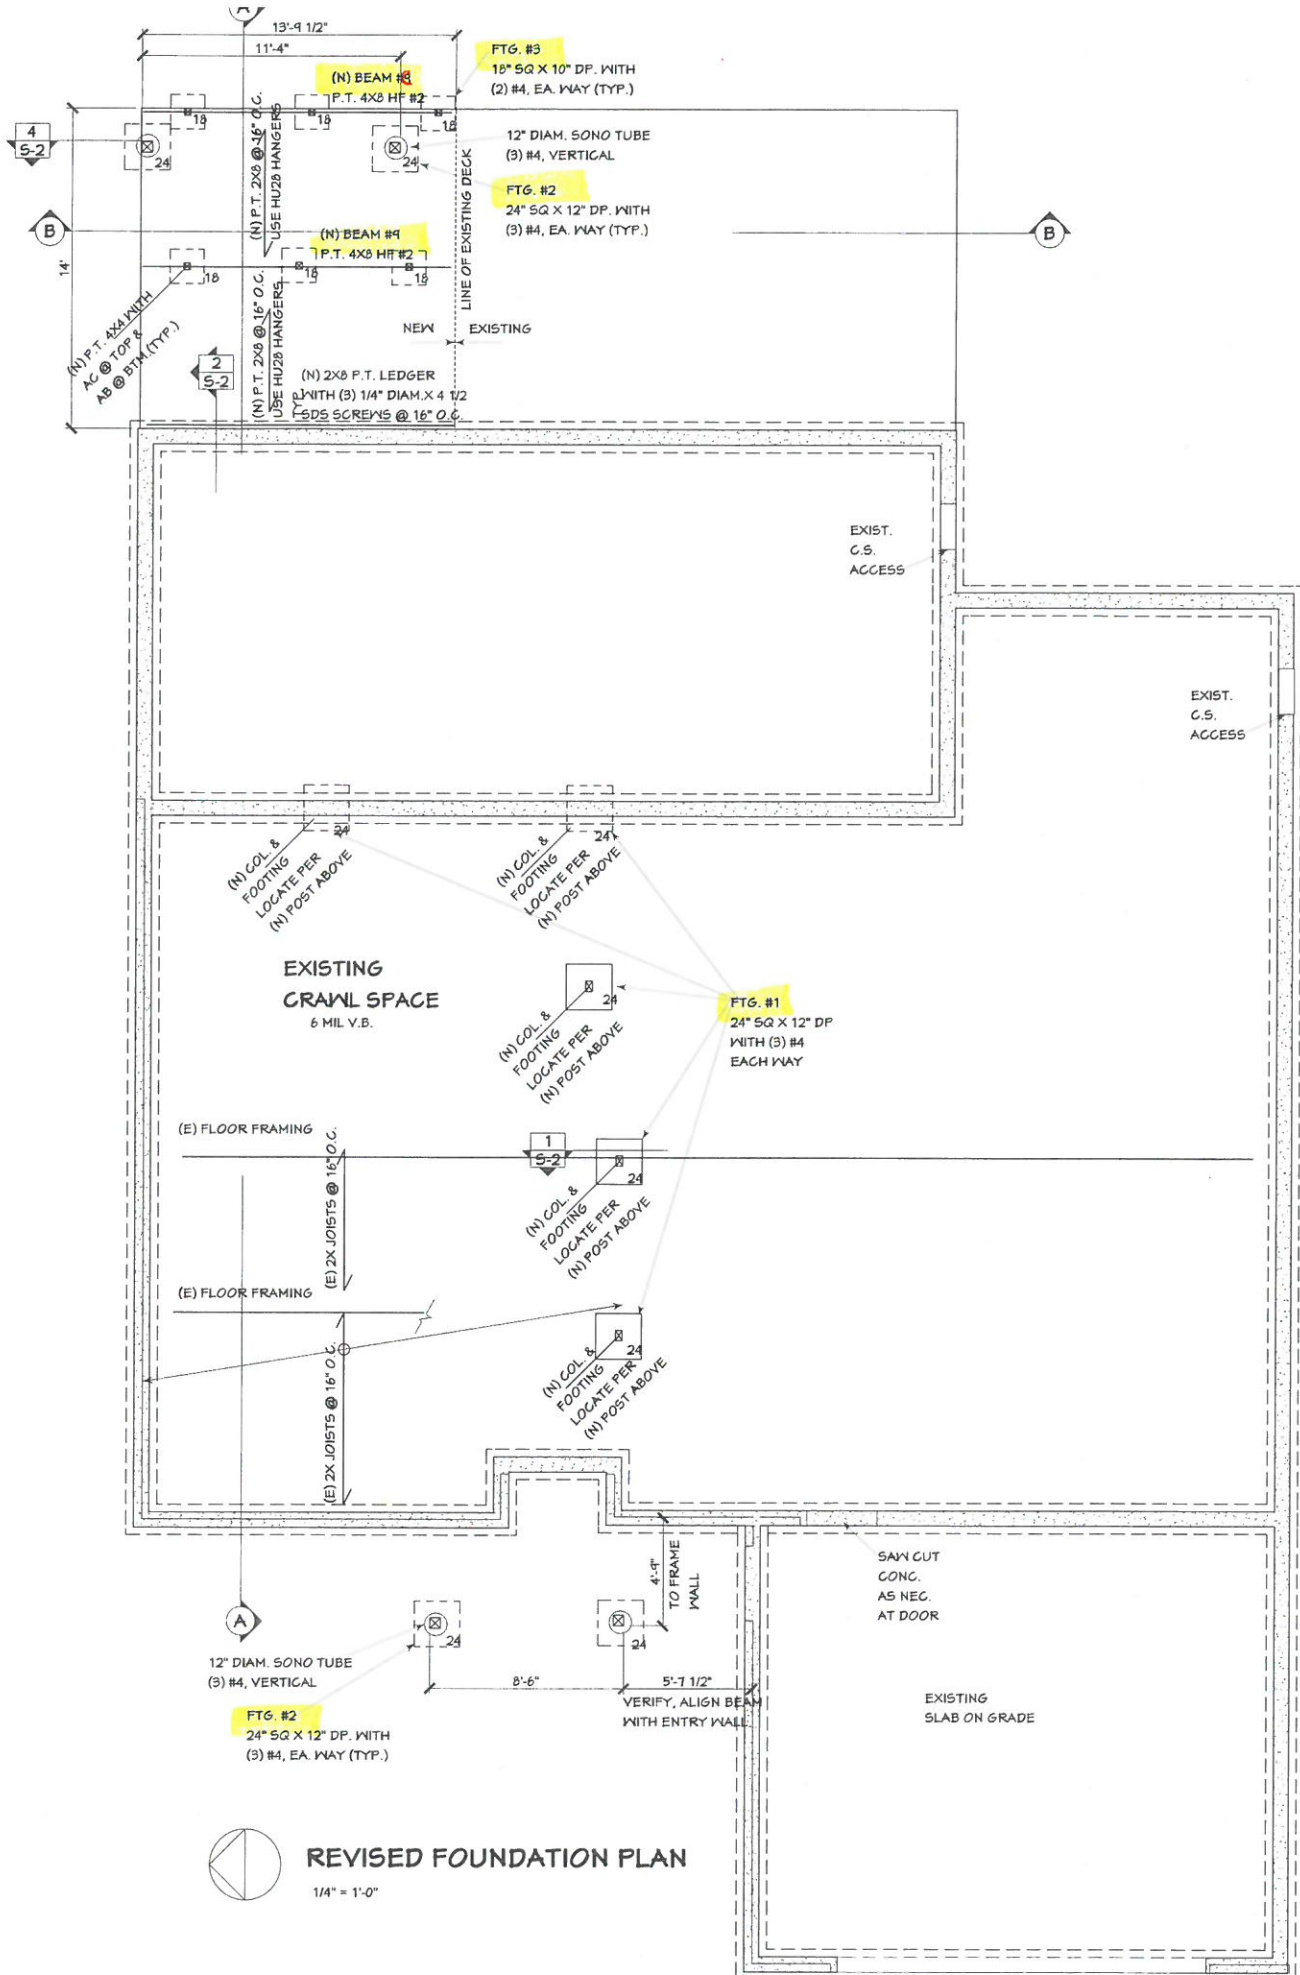 A
13'-9 1/2"
11'-4"
FTG. #3
18" SQ X 10" DP. WITH
(2) #4, EA. WAY (TYP.)
(N) BEAM #
P.T. 4X8 HF #2
18
18
18
12" DIAM. SONO TUBE
(3) #4, VERTICAL
4
S-2
24
24
FTG. #2
24" SQ X 12" DP. WITH
(3) #4, EA. WAY (TYP.)
(N) P.T. 2X8 @ 16" O.C.
USE HU28 HANGERS
LINE OF EXISTING DECK
B
B
14'
(N) BEAM #9
P.T. 4X8 HF #2
18
18
18
(N) P.T. 4X4 WITH
AC @ TOP &
AB @ BTM.(TYP.)
NEW
EXISTING
2
S-2
(N) P.T. 2X8 @ 16" O.C.
USE HU28 HANGERS
TYP.
(N) 2X8 P.T. LEDGER
WITH (3) 1/4" DIAM.X 4 1/2
SDS SCREWS @ 16" O.C.
EXIST.
C.S.
ACCESS
EXIST.
C.S.
ACCESS
24
24
(N) COL. &
FOOTING
LOCATE PER
(N) POST ABOVE
(N) COL. &
FOOTING
LOCATE PER
(N) POST ABOVE
EXISTING
CRAWL SPACE
6 MIL V.B.
24
(N) COL. &
FOOTING
LOCATE PER
(N) POST ABOVE
FTG. #1
24" SQ X 12" DP
WITH (3) #4
EACH WAY
(E) FLOOR FRAMING
(E) 2X JOISTS @ 16" O.C.
1
S-2
24
(N) COL. &
FOOTING
LOCATE PER
(N) POST ABOVE
(E) FLOOR FRAMING
(E) 2X JOISTS @ 16" O.C.
24
(N) COL. &
FOOTING
LOCATE PER
(N) POST ABOVE
4'-9"
TO FRAME
WALL
SAW CUT
CONC.
AS NEC.
AT DOOR
A
24
24
12" DIAM. SONO TUBE
(3) #4, VERTICAL
8'-6"
5'-7 1/2"
VERIFY, ALIGN BEAM
WITH ENTRY WALL
FTG. #2
24" SQ X 12" DP. WITH
(3) #4, EA. WAY (TYP.)
EXISTING
SLAB ON GRADE
REVISED FOUNDATION PLAN
1/4" = 1'-0"